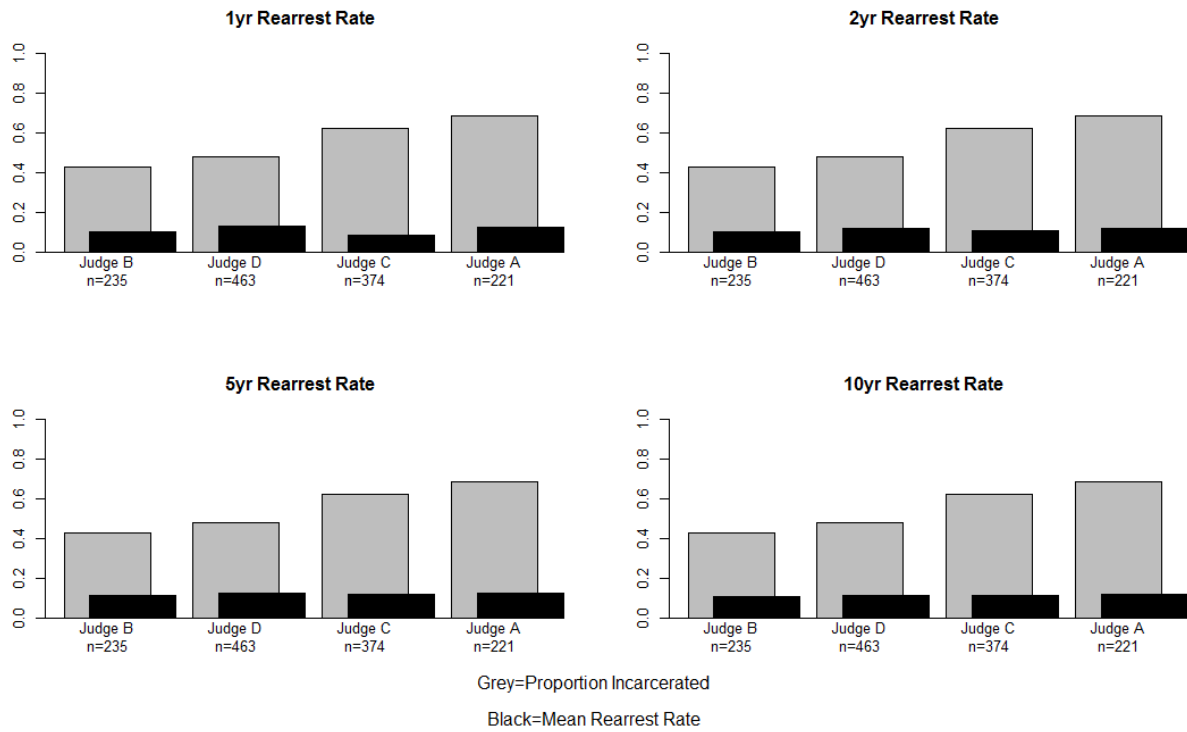 1yr Rearrest Rate
1.0
0.8
0.6
0.4
0.2
0.0
Judge B Judge D Judge C Judge A
n=235 n=463 n=374 n=221
2yr Rearrest Rate
1.0
0.8
0.6
0.4
0.2
0.0
Judge B Judge D Judge C Judge A
n=235 n=463 n=374 n=221
5yr Rearrest Rate
1.0
0.8
0.6
0.4
0.2
0.0
Judge B Judge D Judge C Judge A
n=235 n=463 n=374 n=221
10yr Rearrest Rate
1.0
0.8
0.6
0.4
0.2
0.0
Judge B Judge D Judge C Judge A
n=235 n=463 n=374 n=221
Grey=Proportion Incarcerated
Black=Mean Rearrest Rate